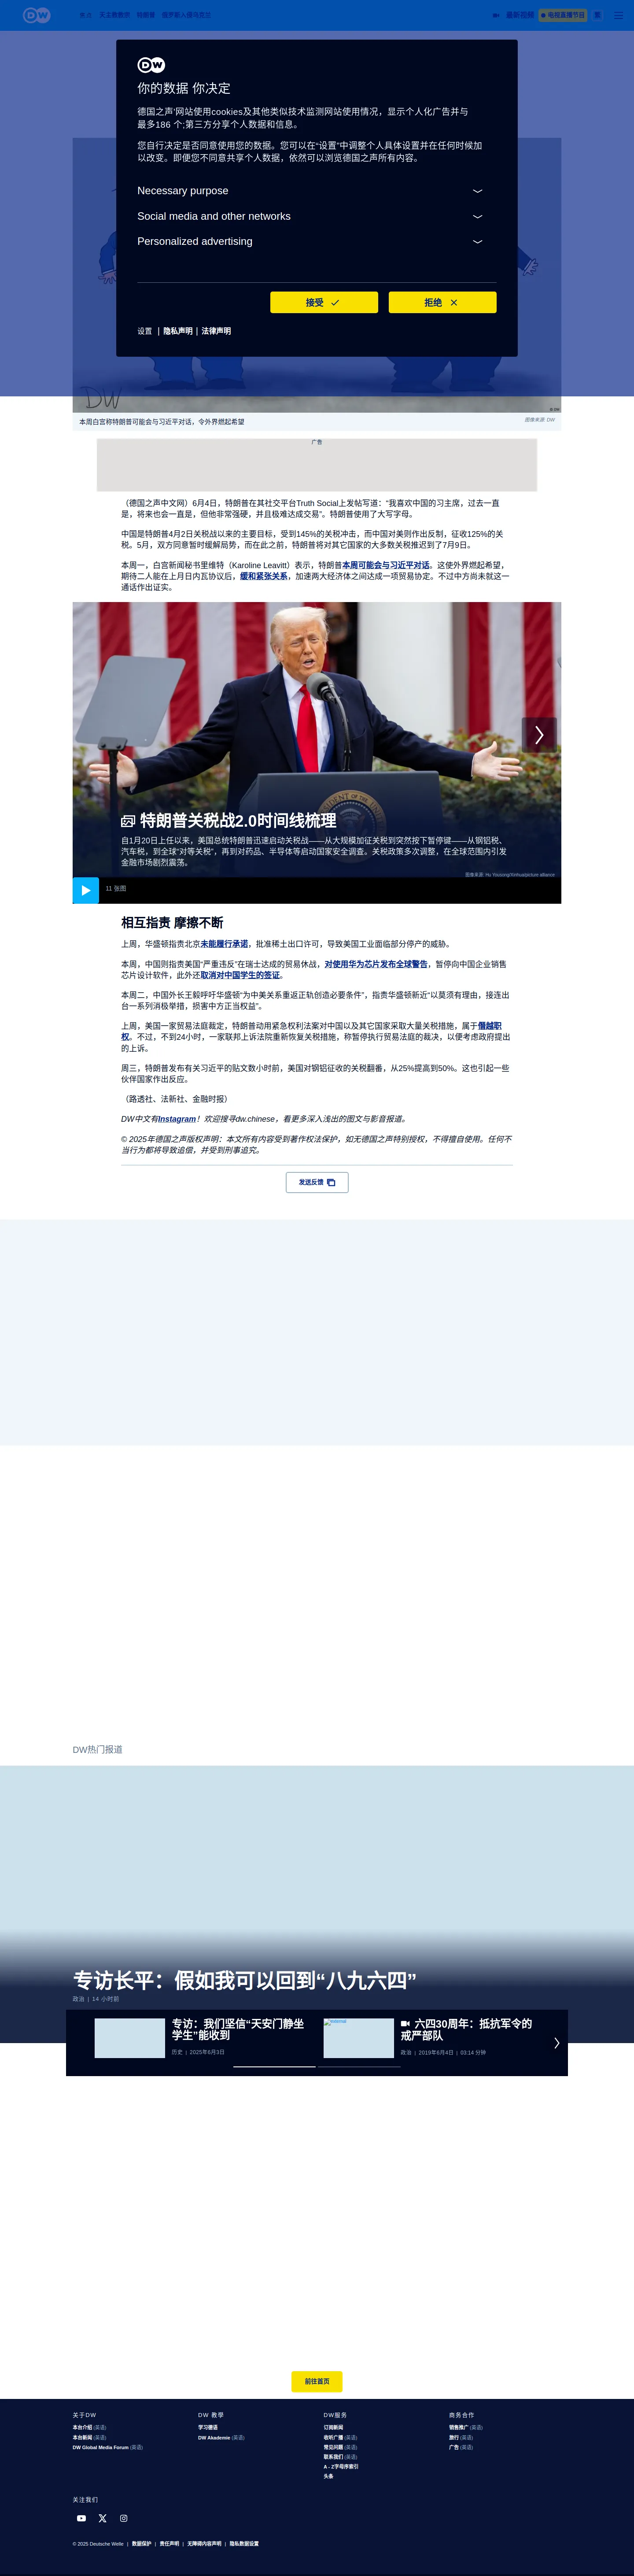 DW
焦点
天主教教宗
特朗普
俄罗斯入侵乌克兰
最新视频
电视直播节目
繁
DW
你的数据 你决定
德国之声'网站使用cookies及其他类似技术监测网站使用情况，显示个人化广告并与
最多186 个;第三方分享个人数据和信息。
您自行决定是否同意使用您的数据。您可以在“设置”中调整个人具体设置并在任何时候加
以改变。即便您不同意共享个人数据，依然可以浏览德国之声所有内容。
Necessary purpose
Social media and other networks
Personalized advertising
接受
拒绝
设置 | 隐私声明 | 法律声明
DW
本周白宫称特朗普可能会与习近平对话，令外界燃起希望
图像来源: DW
广告
（德国之声中文网）6月4日，特朗普在其社交平台Truth Social上发帖写道：“我喜欢中国的习主席，过去一直
是，将来也会一直是，但他非常强硬，并且极难达成交易”。特朗普使用了大写字母。
中国是特朗普4月2日关税战以来的主要目标，受到145%的关税冲击，而中国对美则作出反制，征收125%的关
税。5月，双方同意暂时缓解局势，而在此之前，特朗普将对其它国家的大多数关税推迟到了7月9日。
本周一，白宫新闻秘书里维特（Karoline Leavitt）表示，特朗普本周可能会与习近平对话。这使外界燃起希望，
期待二人能在上月日内瓦协议后，缓和紧张关系，加速两大经济体之间达成一项贸易协定。不过中方尚未就这一
通话作出证实。
特朗普关税战2.0时间线梳理
自1月20日上任以来，美国总统特朗普迅速启动关税战——从大规模加征关税到突然按下暂停键——从钢铝税、
汽车税，到全球“对等关税”，再到对药品、半导体等启动国家安全调查。关税政策多次调整，在全球范围内引发
金融市场剧烈震荡。
图像来源: Hu Yousong/Xinhua/picture alliance
11 张图
相互指责 摩擦不断
上周，华盛顿指责北京未能履行承诺，批准稀土出口许可，导致美国工业面临部分停产的威胁。
本周，中国则指责美国“严重违反”在瑞士达成的贸易休战，对使用华为芯片发布全球警告，暂停向中国企业销售
芯片设计软件，此外还取消对中国学生的签证。
本周二，中国外长王毅呼吁华盛顿“为中美关系重返正轨创造必要条件”，指责华盛顿新近“以莫须有理由，接连出
台一系列消极举措，损害中方正当权益”。
上周，美国一家贸易法庭裁定，特朗普动用紧急权利法案对中国以及其它国家采取大量关税措施，属于僭越职
权。不过，不到24小时，一家联邦上诉法院重新恢复关税措施，称暂停执行贸易法庭的裁决，以便考虑政府提出
的上诉。
周三，特朗普发布有关习近平的贴文数小时前，美国对钢铝征收的关税翻番，从25%提高到50%。这也引起一些
伙伴国家作出反应。
（路透社、法新社、金融时报）
DW中文有Instagram！欢迎搜寻dw.chinese，看更多深入浅出的图文与影音报道。
© 2025年德国之声版权声明：本文所有内容受到著作权法保护，如无德国之声特别授权，不得擅自使用。任何不
当行为都将导致追偿，并受到刑事追究。
发送反馈
DW热门报道
专访长平：假如我可以回到“八九六四”
政治 | 14 小时前
专访：我们坚信“天安门静坐
学生”能收到
历史 | 2025年6月3日
六四30周年：抵抗军令的
戒严部队
政治 | 2019年6月4日 | 03:14 分钟
前往首页
关于DW
本台介绍 (英语)
本台新闻 (英语)
DW Global Media Forum (英语)
DW 教学
学习德语
DW Akademie (英语)
DW服务
订阅新闻
收听广播 (英语)
常见问题 (英语)
联系我们 (英语)
A - Z字母序索引
头条
商务合作
销售推广 (英语)
旅行 (英语)
广告 (英语)
关注我们
© 2025 Deutsche Welle | 数据保护 | 责任声明 | 无障碍内容声明 | 隐私数据设置